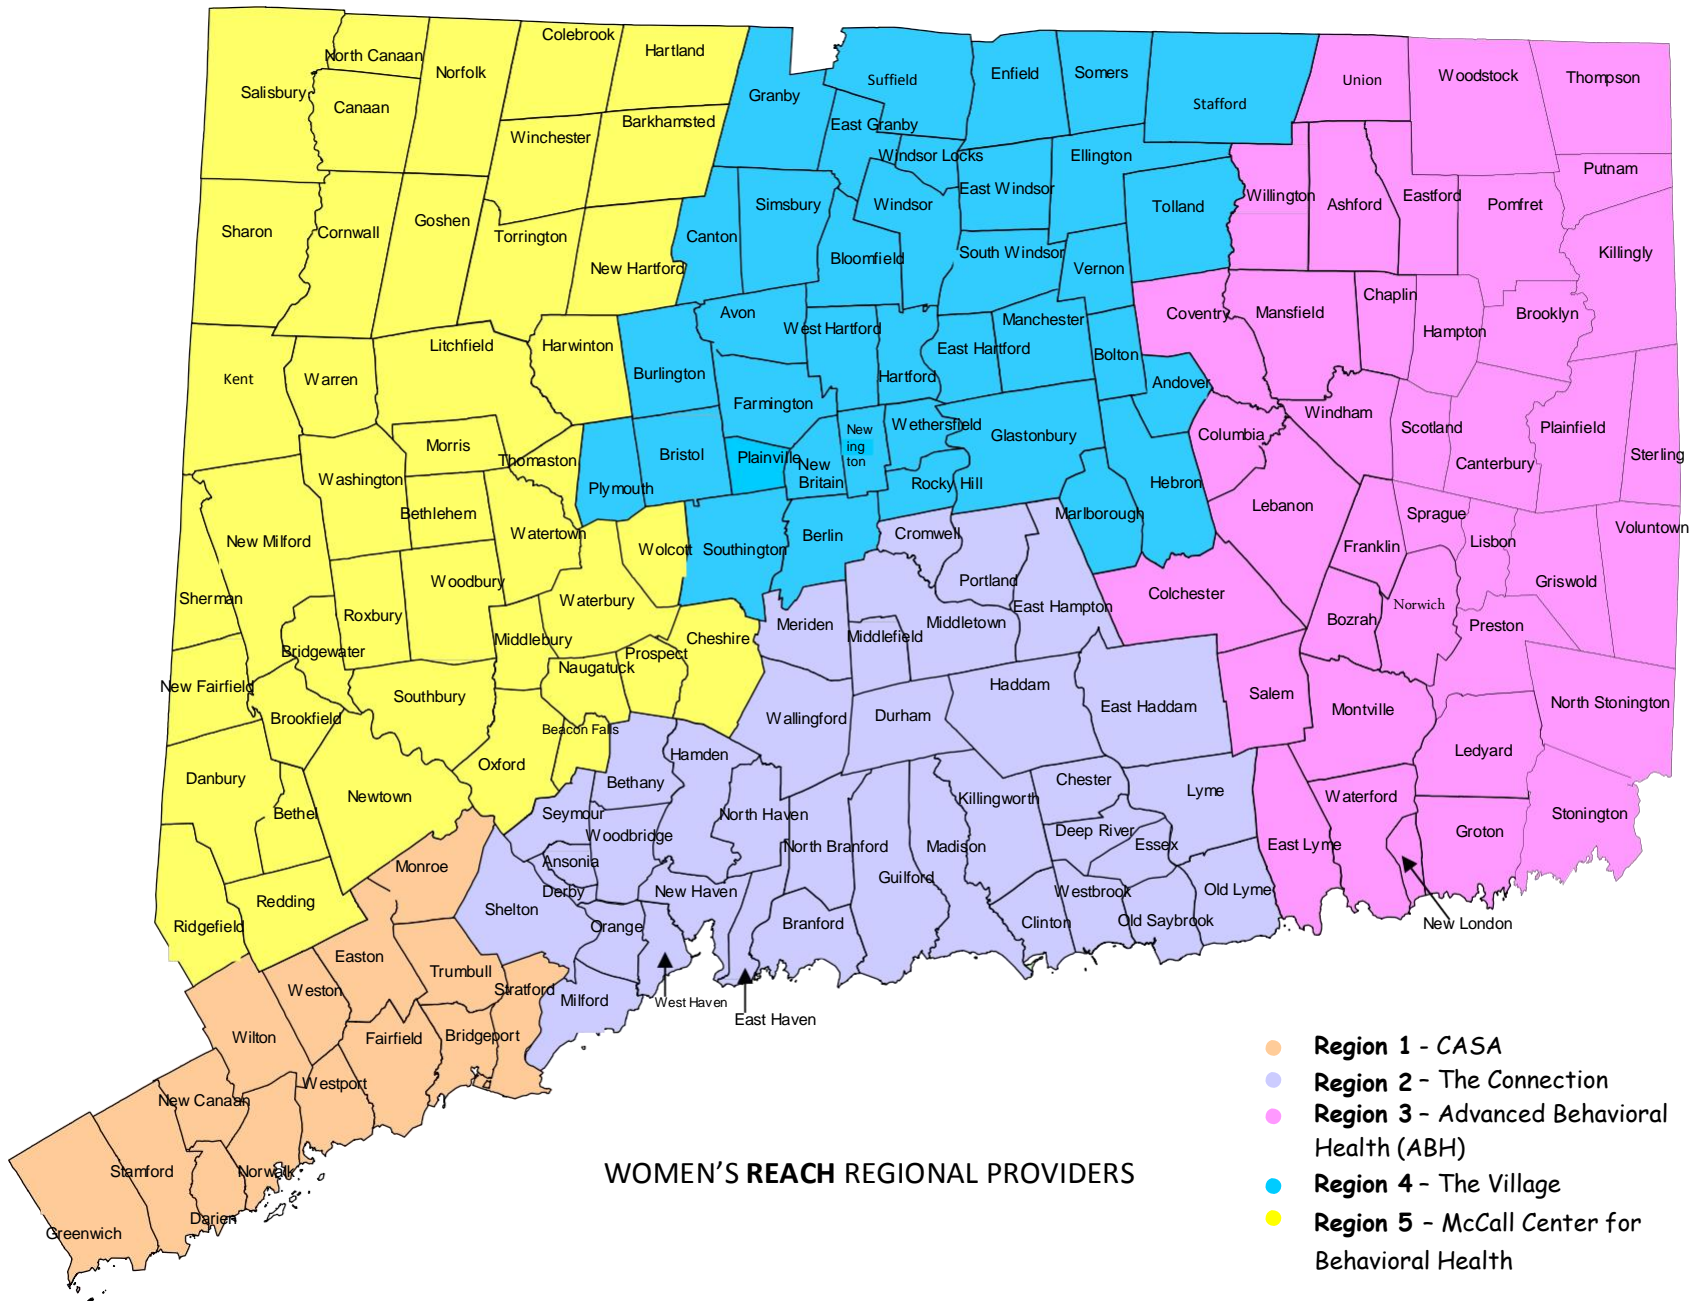 Colebrook
Hartland
North Canaan
Norfolk
Salisbury
Canaan
Winchester
Barkhamsted
Granby
Suffield
Enfield
Somers
Stafford
Union
Woodstock
Thompson
East Granby
Windsor Locks
Ellington
East Windsor
Putnam
Sharon
Cornwall
Goshen
Torrington
New Hartford
Canton
Simsbury
Windsor
Bloomfield
South Windsor
Vernon
Tolland
Willington
Ashford
Eastford
Pomfret
Killingly
Kent
Warren
Litchfield
Harwinton
Burlington
Avon
West Hartford
Hartford
East Hartford
Manchester
Bolton
Coventry
Mansfield
Chaplin
Hampton
Brooklyn
Andover
Farmington
Morris
Thomaston
Washington
Bethlehem
Watertown
Plymouth
Bristol
Plainville
New
Britain
New
ing
ton
Wethersfield
Glastonbury
Rocky Hill
Marlborough
Hebron
Columbia
Windham
Scotland
Canterbury
Plainfield
Sterling
Lebanon
Franklin
Sprague
Lisbon
Voluntown
Griswold
New Milford
Sherman
Roxbury
Woodbury
Waterbury
Wolcott
Southington
Berlin
Cromwell
Portland
East Hampton
Colchester
Bozrah
Norwich
Preston
Bridgewater
Middlebury
Naugatuck
Prospect
Cheshire
Meriden
Middlefield
Middletown
New Fairfield
Brookfield
Southbury
Oxford
Beacon Falls
Wallingford
Durham
Haddam
East Haddam
Salem
Montville
North Stonington
Ledyard
Danbury
Bethel
Newtown
Bethany
Hamden
Seymour
Woodbridge
North Haven
North Branford
Killingworth
Chester
Lyme
Waterford
Groton
Stonington
Ansonia
Derby
New Haven
Guilford
Madison
Deep River
Essex
East Lyme
Monroe
Redding
Ridgefield
Shelton
Orange
Branford
Clinton
Westbrook
Old Saybrook
Old Lyme
New London
Easton
Trumbull
Weston
Stratford
Milford
West Haven
East Haven
Wilton
Fairfield
Bridgeport
Westport
New Canaan
Stamford
Norwalk
Darien
Greenwich
WOMEN’S REACH REGIONAL PROVIDERS
Region 1 - CASA
Region 2 – The Connection
Region 3 – Advanced Behavioral
Health (ABH)
Region 4 – The Village
Region 5 – McCall Center for
Behavioral Health